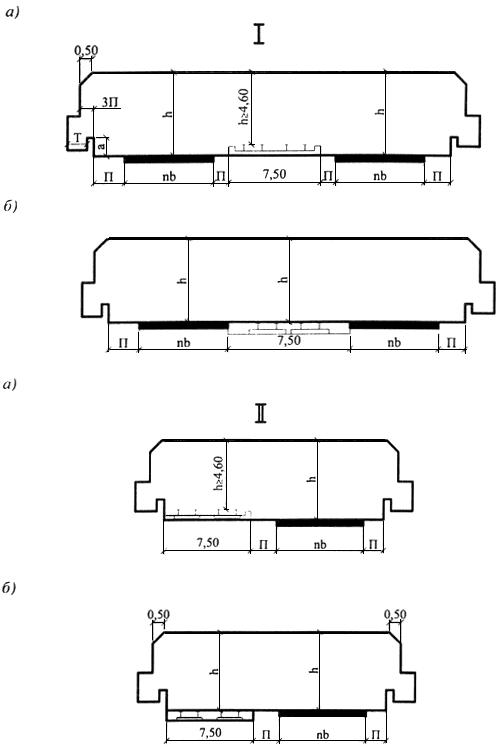 а)
I
0,50
3П
Т
а
h
h≥4,60
h
П
nb
П
7,50
П
nb
П
б)
h
h
П
nb
7,50
nb
П
а)
II
h≥4,60
h
7,50
П
nb
П
б)
0,50
0,50
h
h
7,50
П
nb
П